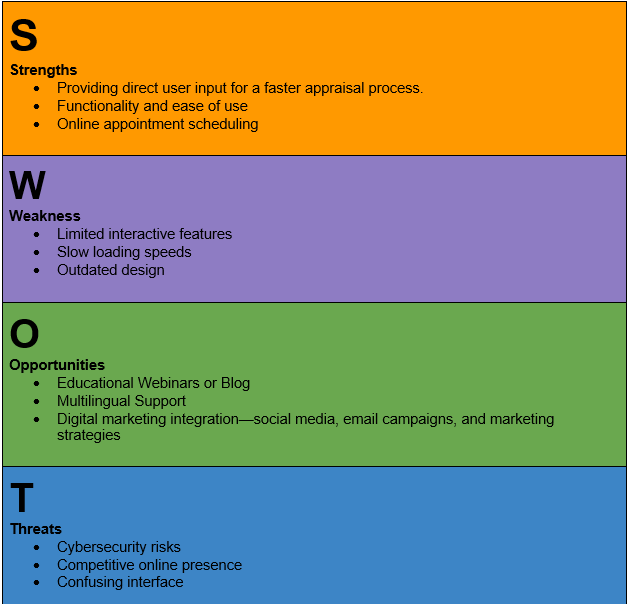 S
Strengths
• Providing direct user input for a faster appraisal process.
• Functionality and ease of use
• Online appointment scheduling
W
Weakness
• Limited interactive features
• Slow loading speeds
• Outdated design
O
Opportunities
• Educational Webinars or Blog
• Multilingual Support
• Digital marketing integration—social media, email campaigns, and marketing
strategies
T
Threats
• Cybersecurity risks
• Competitive online presence
• Confusing interface